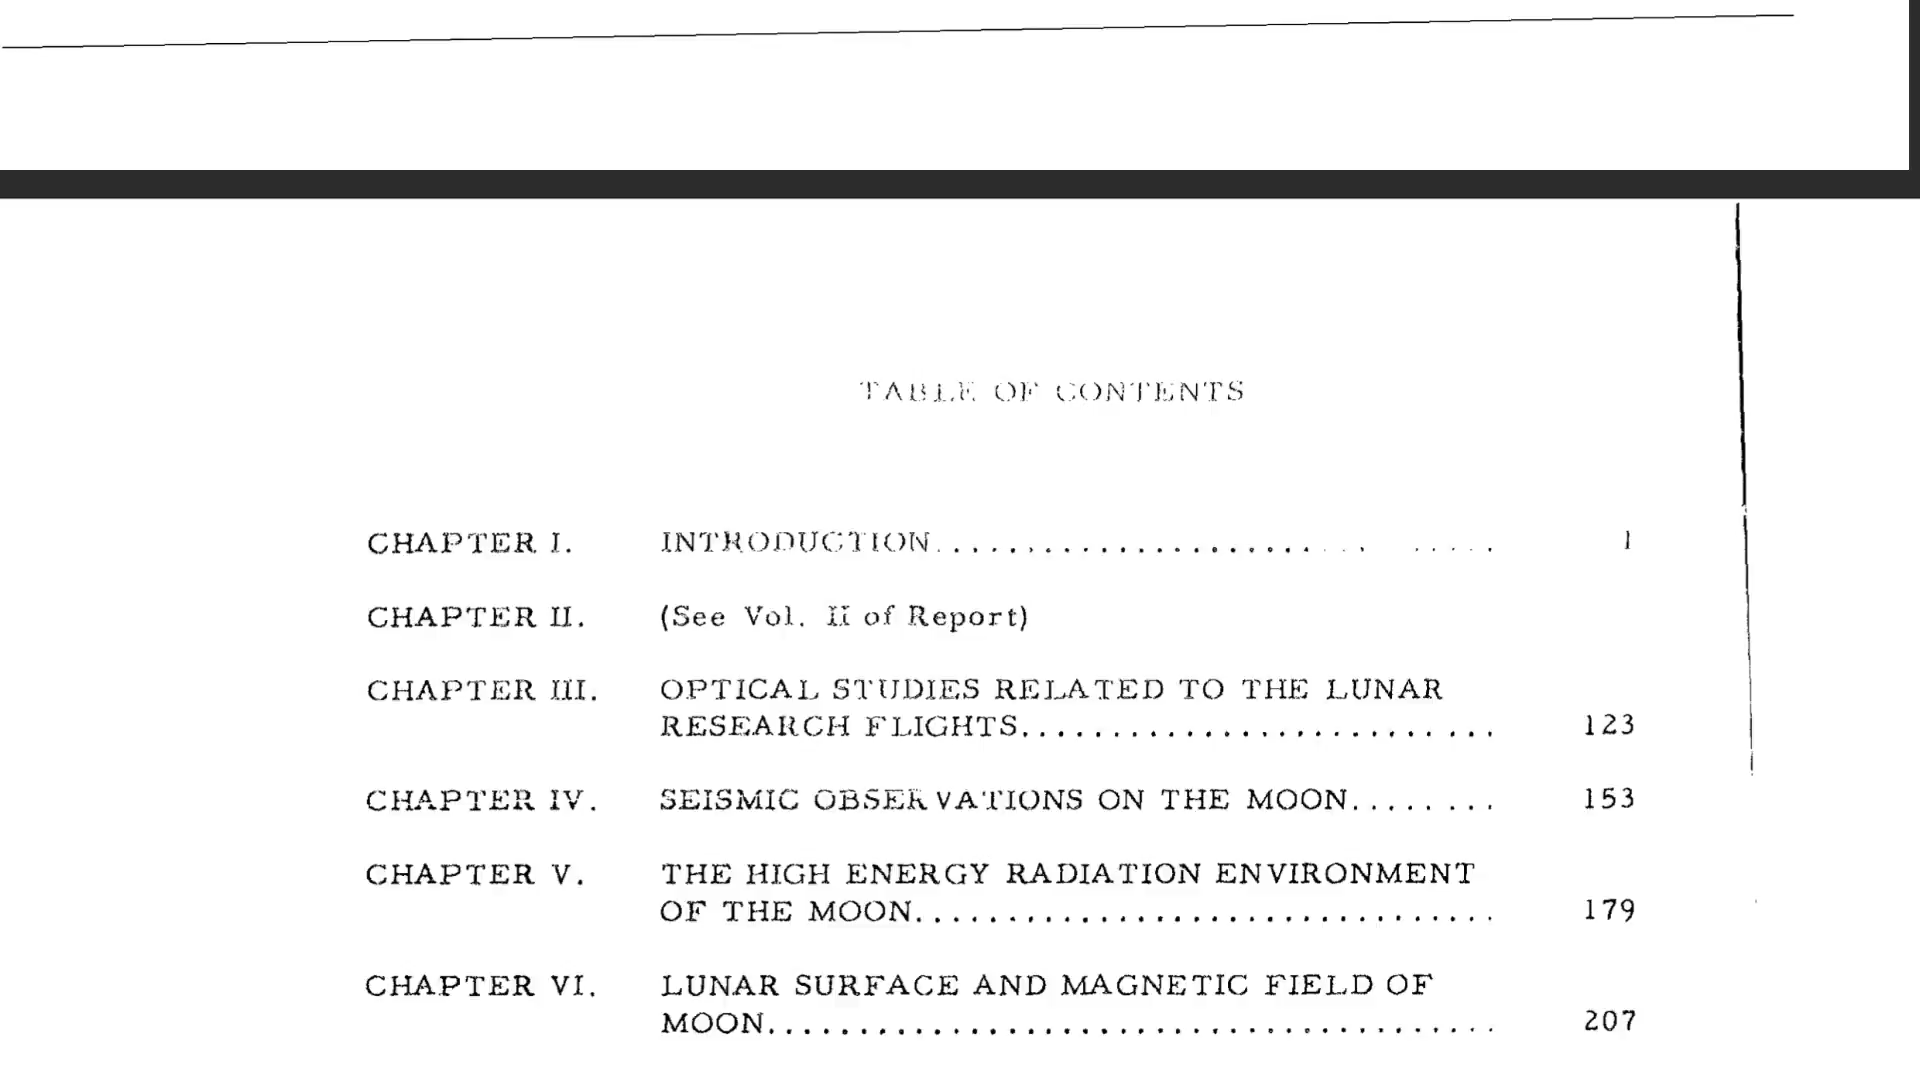 TABLE OF CONTENTS
CHAPTER I. INTRODUCTION.............................. 1
CHAPTER II. (See Vol. II of Report)
CHAPTER III. OPTICAL STUDIES RELATED TO THE LUNAR
RESEARCH FLIGHTS.......................... 123
CHAPTER IV. SEISMIC OBSERVATIONS ON THE MOON........ 153
CHAPTER V. THE HIGH ENERGY RADIATION ENVIRONMENT
OF THE MOON................................ 179
CHAPTER VI. LUNAR SURFACE AND MAGNETIC FIELD OF
MOON........................................ 207